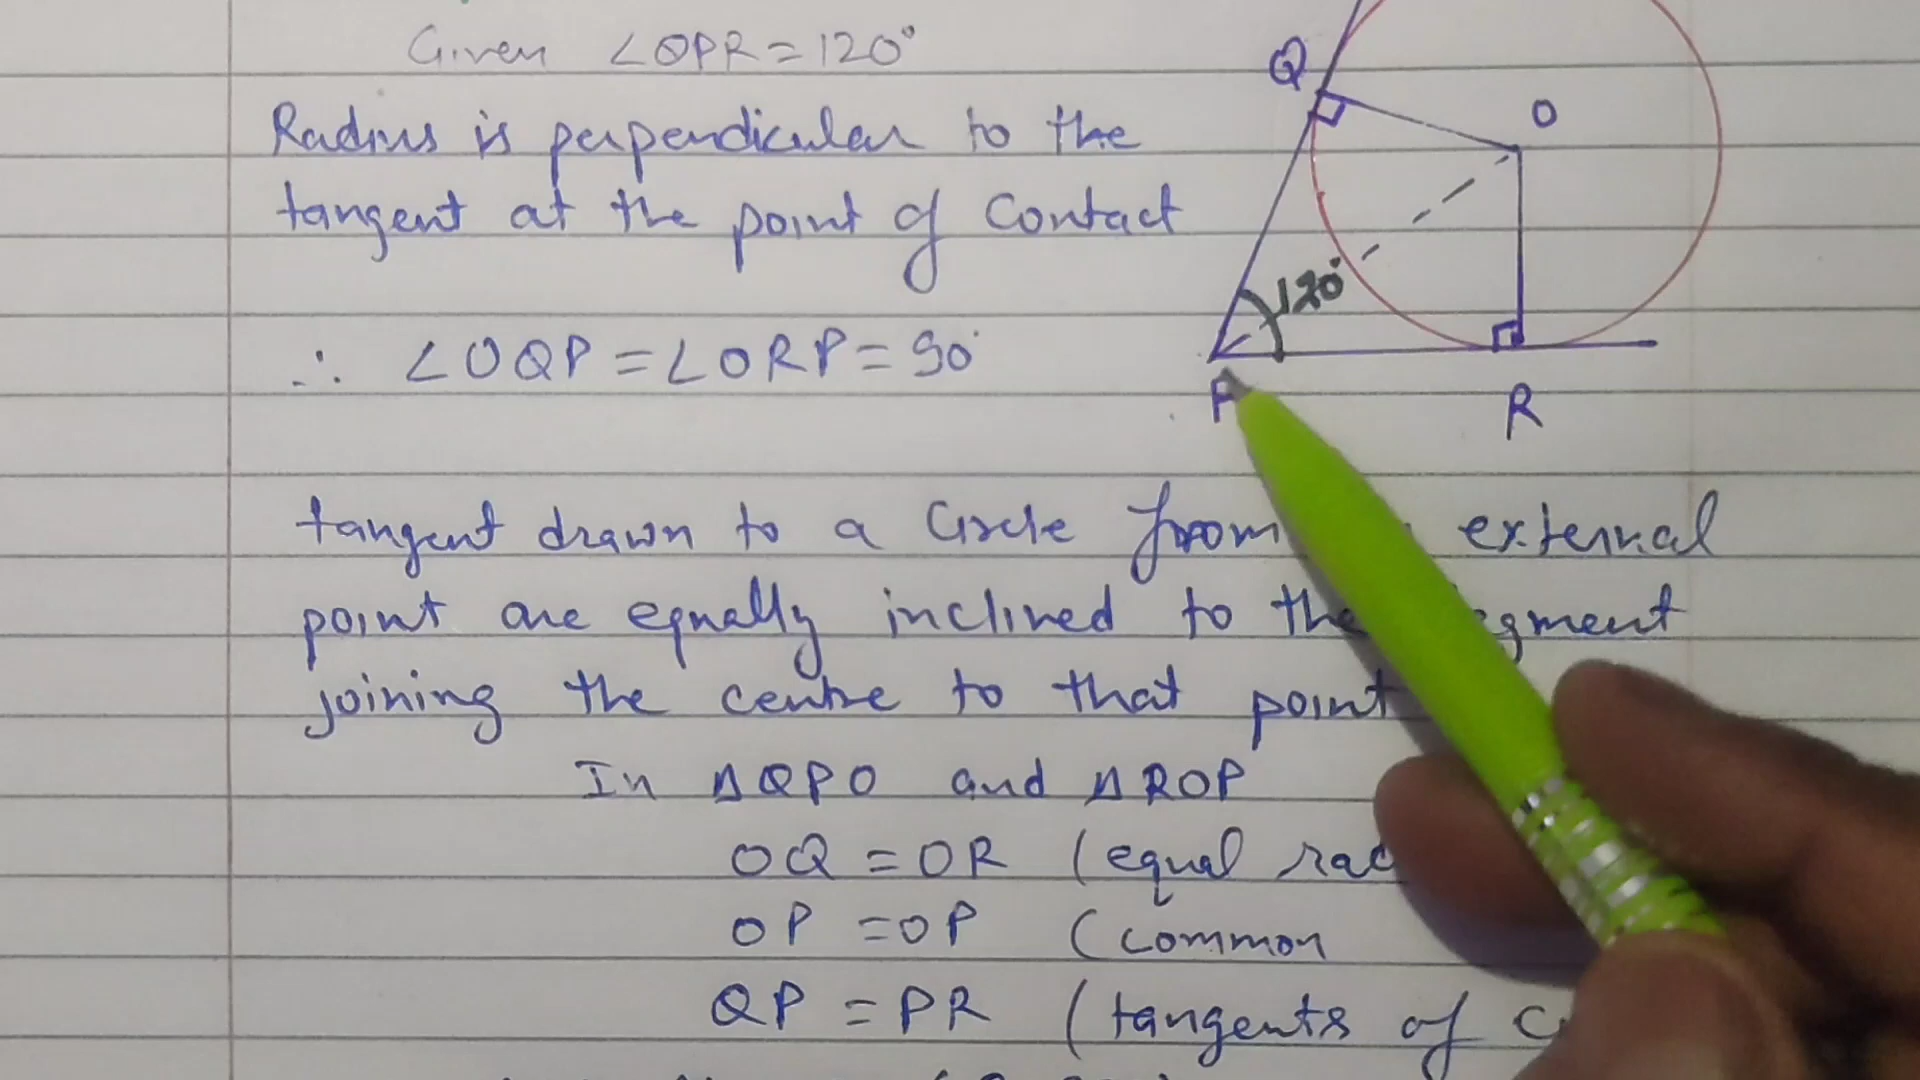 Given ∠OPR = 120°
Radius is perpendicular to the
tangent at the point of Contact
∴ ∠OQP = ∠ORP = 90°
Q
O
120°
R
tangent drawn to a Circle from external
point are equally inclined to the
joining the centre to that point
In ΔQPO and ΔROP
OQ = OR (equal
OP = OP (common
QP = PR (tangents of